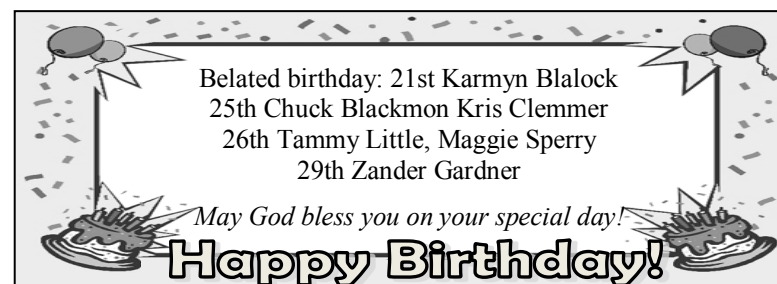 Belated birthday: 21st Karmyn Blalock
25th Chuck Blackmon Kris Clemmer
26th Tammy Little, Maggie Sperry
29th Zander Gardner
May God bless you on your special day!
Happy Birthday!